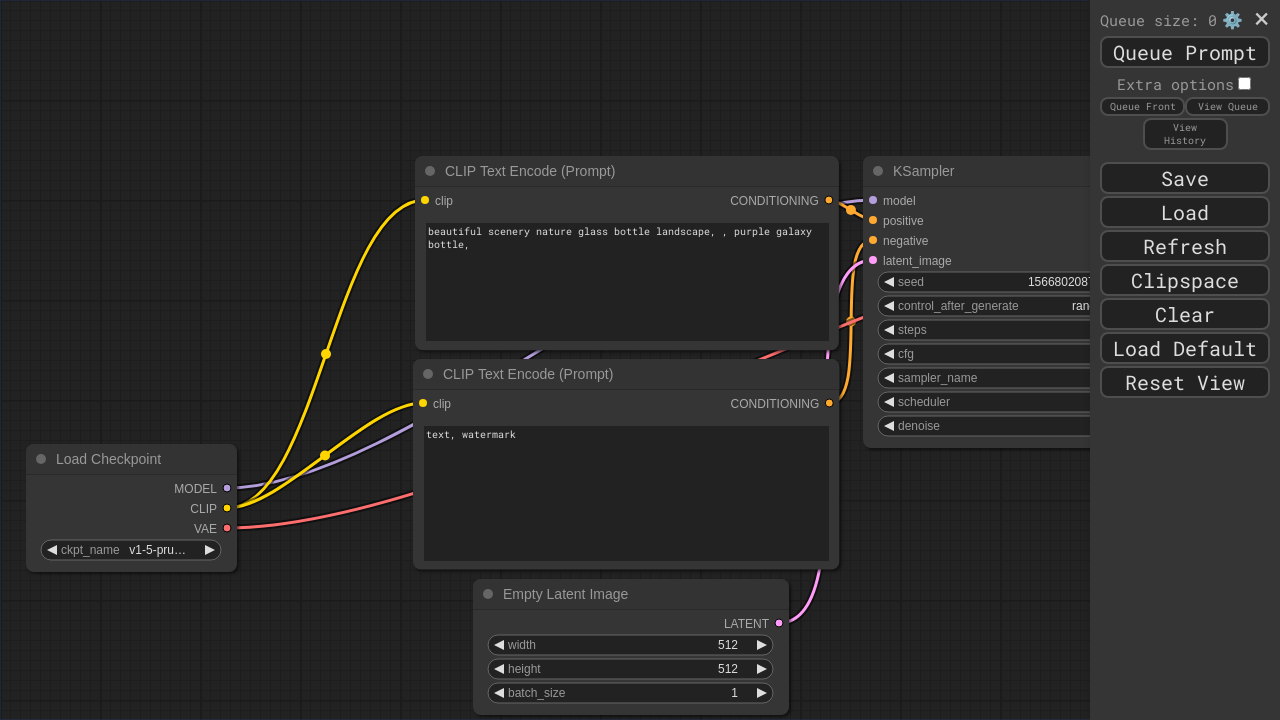 Queue size: 0
Queue Prompt
Extra options
Queue Front
View Queue
View
History
Save
Load
Refresh
Clipspace
Clear
Load Default
Reset View
CLIP Text Encode (Prompt)
clip
CONDITIONING
beautiful scenery nature glass bottle landscape, , purple galaxy
bottle,
KSampler
model
positive
negative
latent_image
seed
1566802087
control_after_generate
ran
steps
cfg
sampler_name
scheduler
denoise
CLIP Text Encode (Prompt)
clip
CONDITIONING
text, watermark
Load Checkpoint
MODEL
CLIP
VAE
ckpt_name v1-5-pru…
Empty Latent Image
LATENT
width 512
height 512
batch_size 1